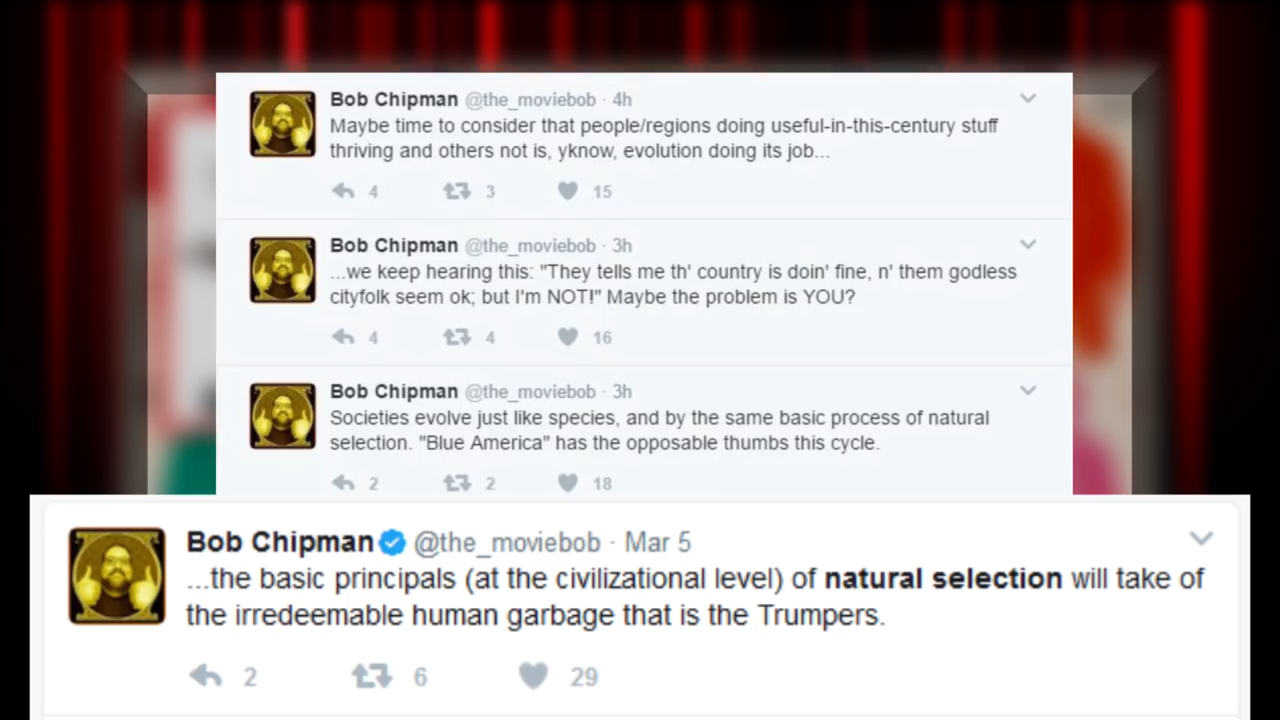 Bob Chipman @the_moviebob · 4h
Maybe time to consider that people/regions doing useful-in-this-century stuff
thriving and others not is, yknow, evolution doing its job...
4 3 15
Bob Chipman @the_moviebob · 3h
...we keep hearing this: "They tells me th' country is doin' fine, n' them godless
cityfolk seem ok; but I'm NOT!" Maybe the problem is YOU?
4 4 16
Bob Chipman @the_moviebob · 3h
Societies evolve just like species, and by the same basic process of natural
selection. "Blue America" has the opposable thumbs this cycle.
2 2 18
Bob Chipman @the_moviebob · Mar 5
...the basic principals (at the civilizational level) of natural selection will take of
the irredeemable human garbage that is the Trumpers.
2 6 29